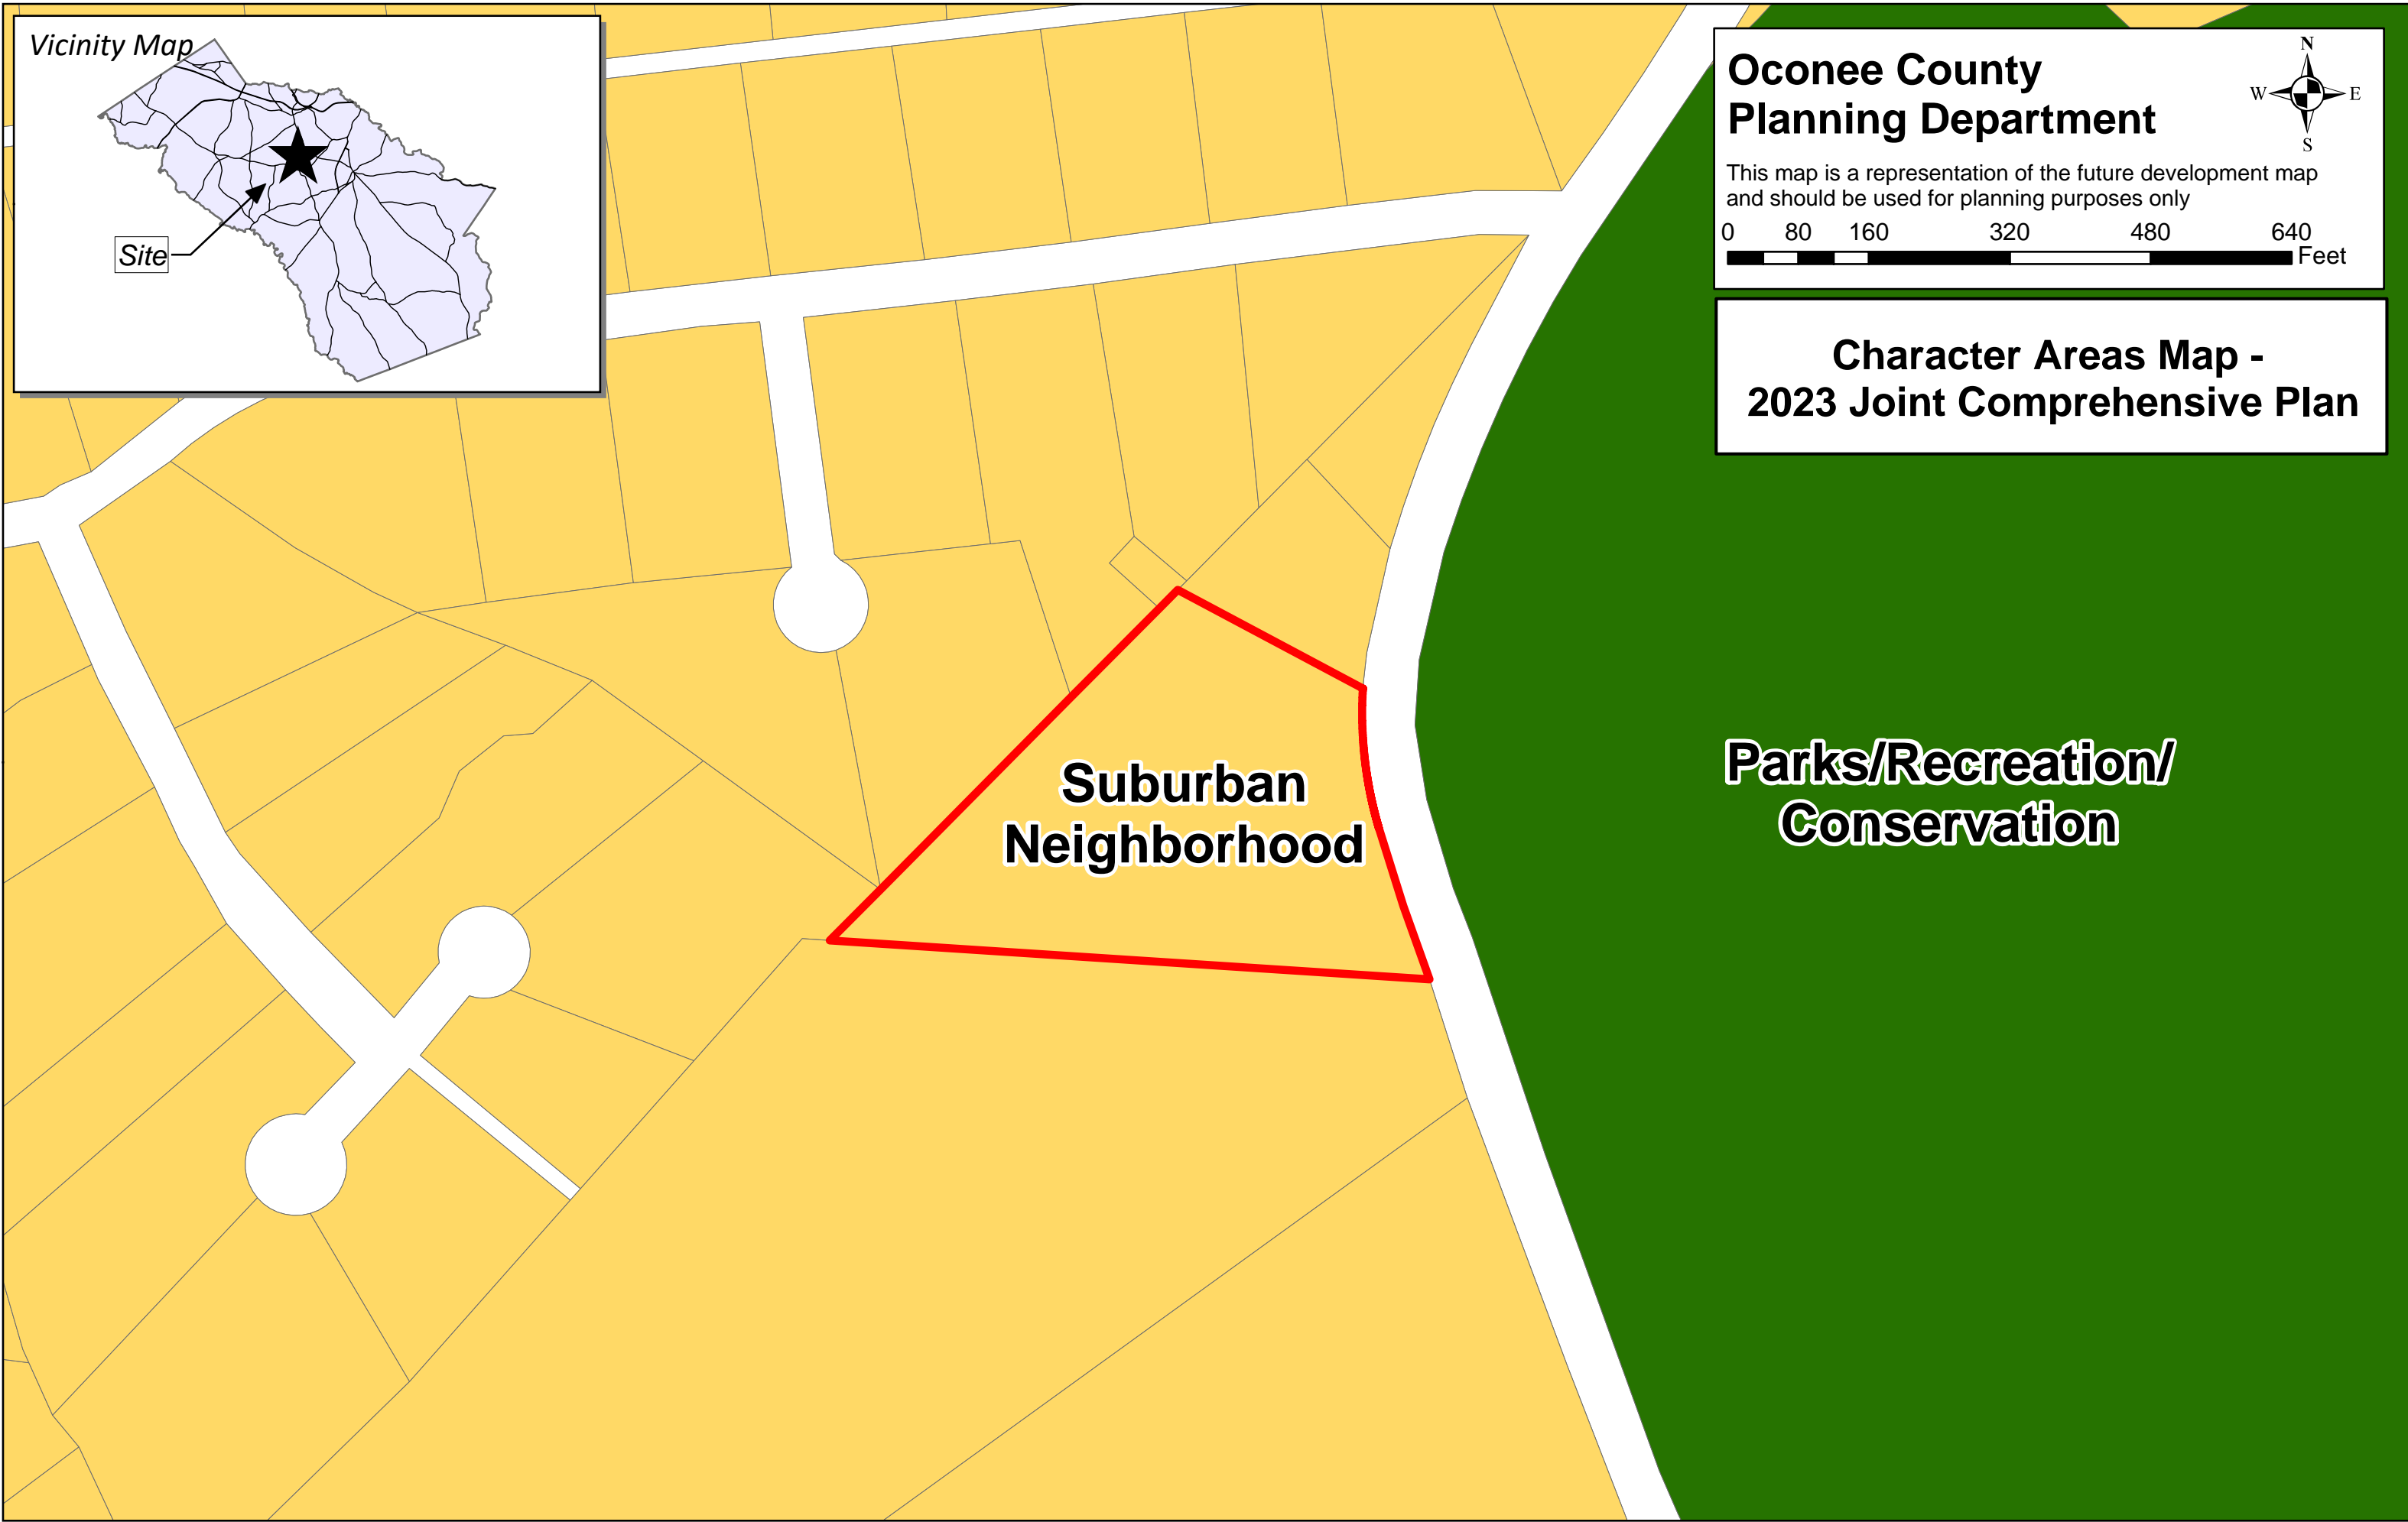 Vicinity Map
Site
Oconee County
Planning Department
N
W E
S
This map is a representation of the future development map
and should be used for planning purposes only
0 80 160 320 480 640
Feet
Character Areas Map -
2023 Joint Comprehensive Plan
Suburban
Neighborhood
Parks/Recreation/
Conservation